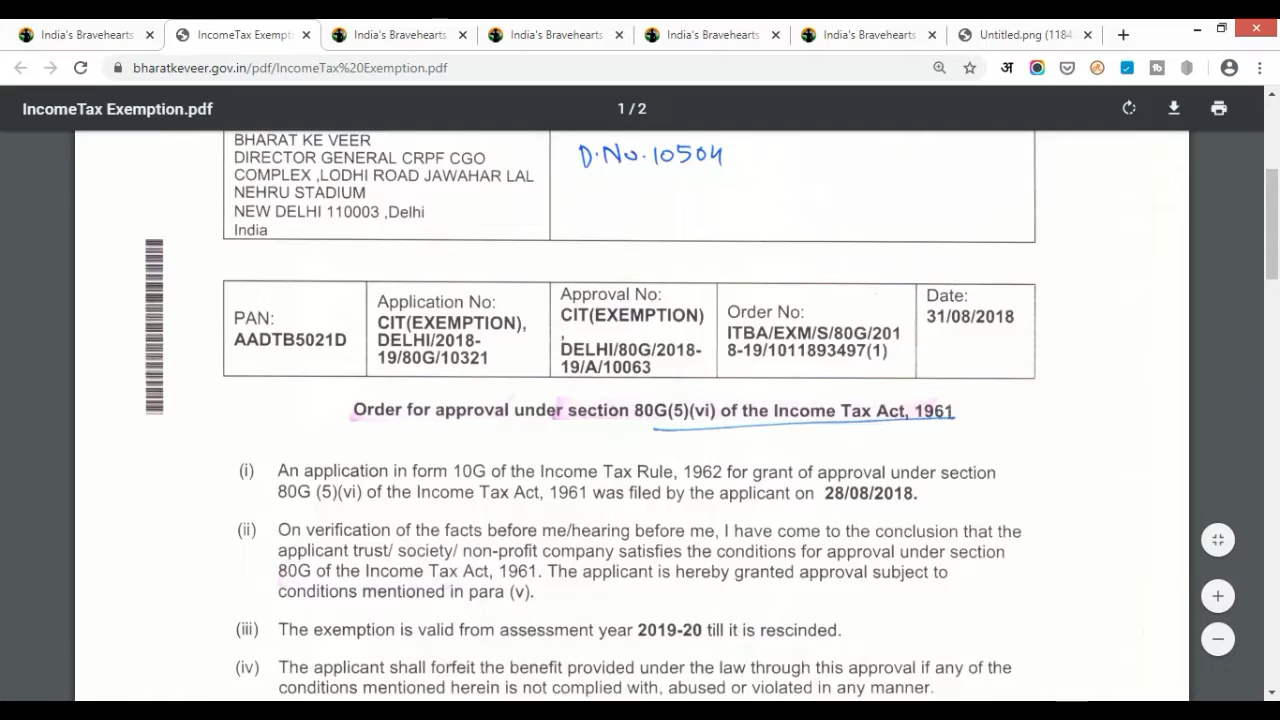 India's Bravehearts
IncomeTax Exempt
India's Bravehearts
India's Bravehearts
India's Bravehearts
India's Bravehearts
Untitled.png (1184
bharatkeveer.gov.in/pdf/IncomeTax%20Exemption.pdf
अ
IncomeTax Exemption.pdf
1 / 2
BHARAT KE VEER
DIRECTOR GENERAL CRPF CGO
COMPLEX ,LODHI ROAD JAWAHAR LAL
NEHRU STADIUM
NEW DELHI 110003 ,Delhi
India
D.No.10504
PAN:
AADTB5021D
Application No:
CIT(EXEMPTION),
DELHI/2018-
19/80G/10321
Approval No:
CIT(EXEMPTION)
,
DELHI/80G/2018-
19/A/10063
Order No:
ITBA/EXM/S/80G/201
8-19/1011893497(1)
Date:
31/08/2018
Order for approval under section 80G(5)(vi) of the Income Tax Act, 1961
(i) An application in form 10G of the Income Tax Rule, 1962 for grant of approval under section
80G (5)(vi) of the Income Tax Act, 1961 was filed by the applicant on 28/08/2018.
(ii) On verification of the facts before me/hearing before me, I have come to the conclusion that the
applicant trust/ society/ non-profit company satisfies the conditions for approval under section
80G of the Income Tax Act, 1961. The applicant is hereby granted approval subject to
conditions mentioned in para (v).
(iii) The exemption is valid from assessment year 2019-20 till it is rescinded.
(iv) The applicant shall forfeit the benefit provided under the law through this approval if any of the
conditions mentioned herein is not complied with, abused or violated in any manner.